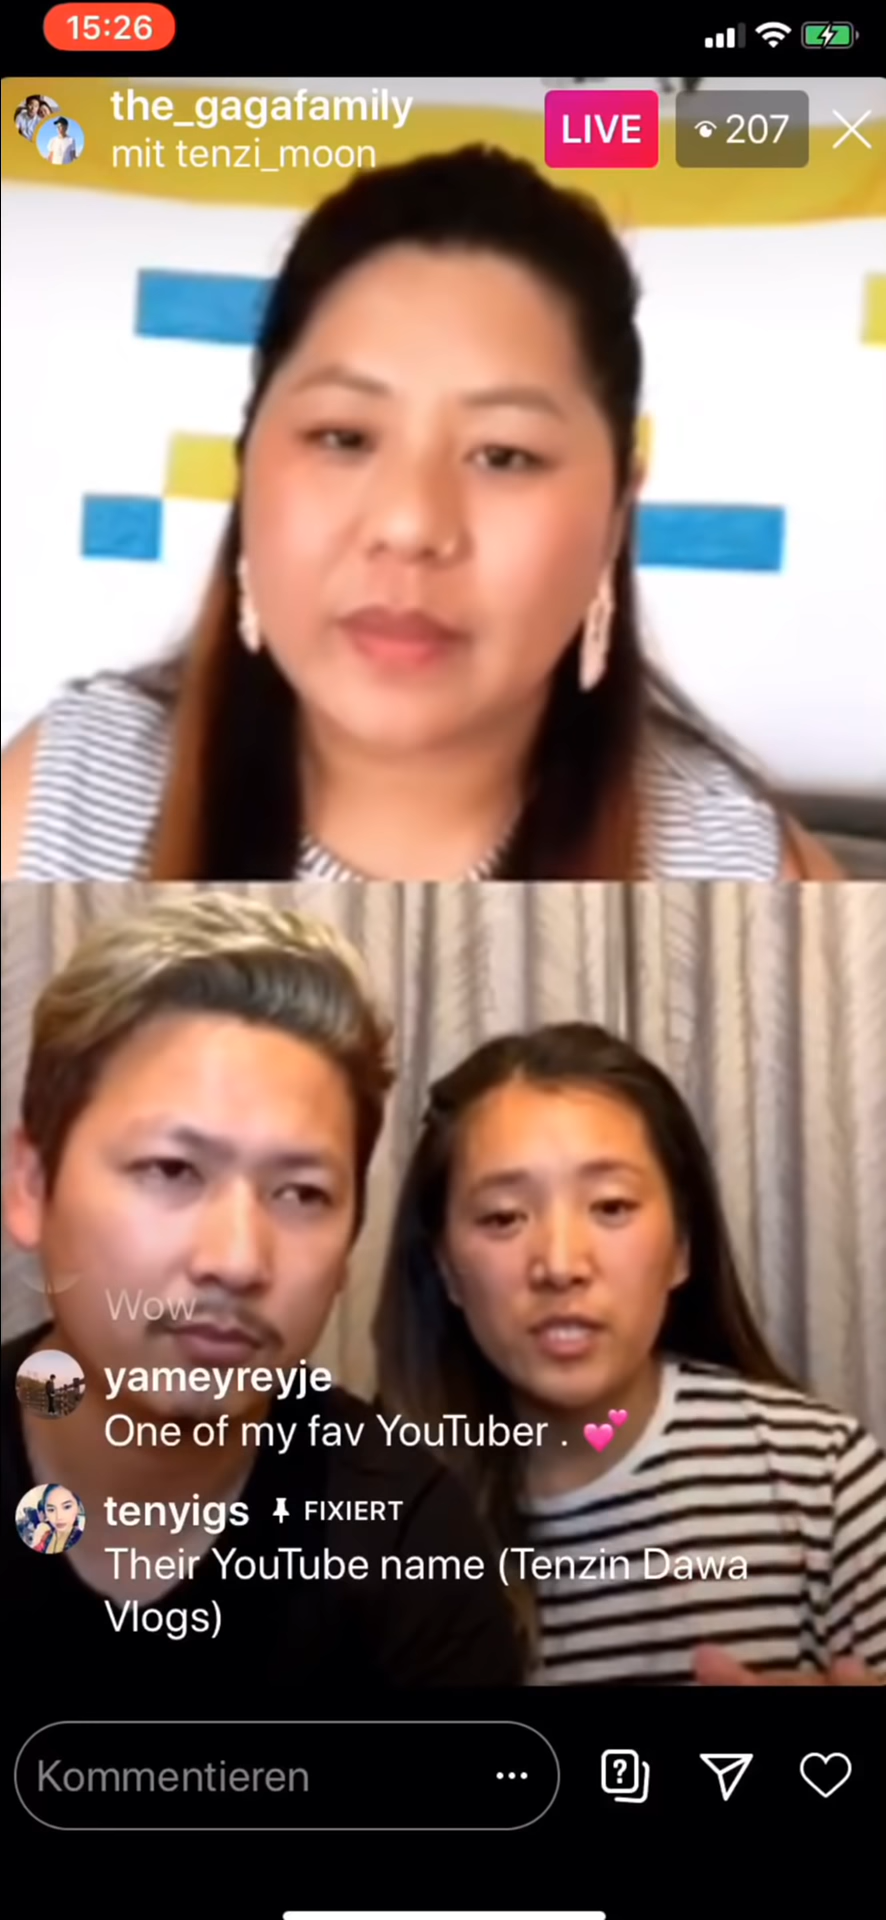 15:26
the_gagafamily
mit tenzi_moon
LIVE
207
Wow
yameyreyje
One of my fav YouTuber . 💕
tenyigs FIXIERT
Their YouTube name (Tenzin Dawa
Vlogs)
Kommentieren